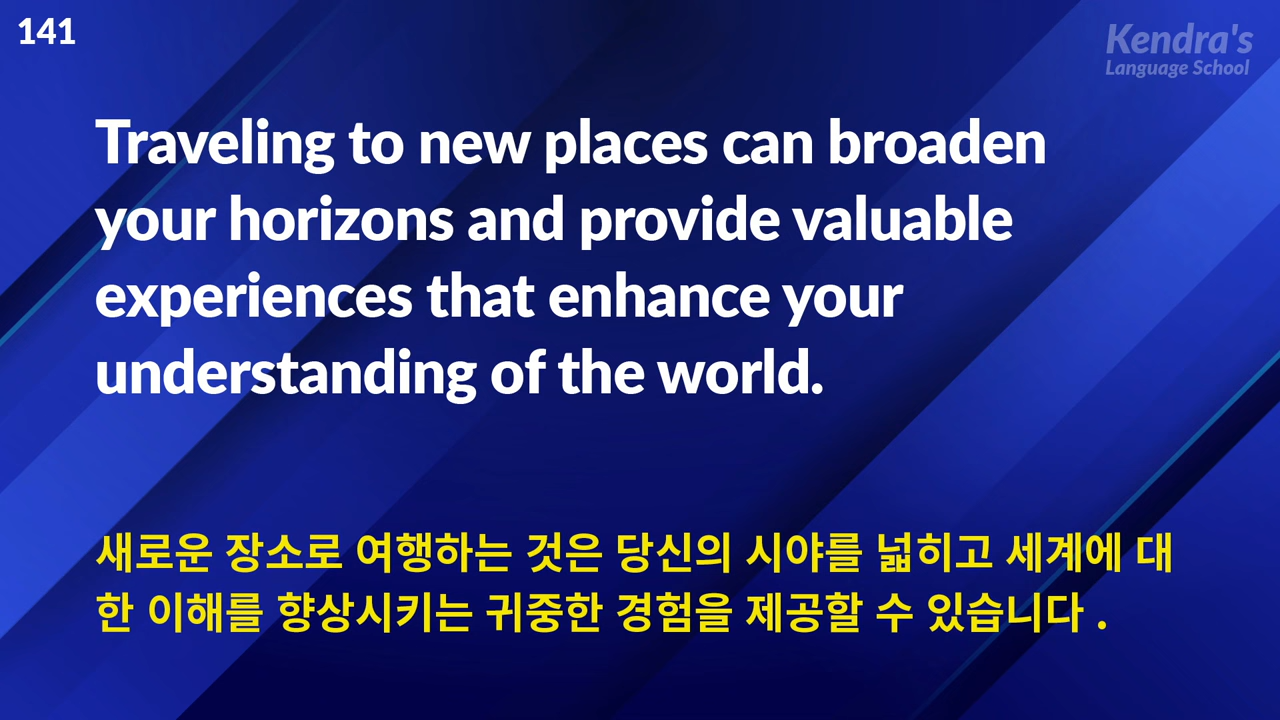 141
Kendra's
Language School
Traveling to new places can broaden
your horizons and provide valuable
experiences that enhance your
understanding of the world.
새로운 장소로 여행하는 것은 당신의 시야를 넓히고 세계에 대
한 이해를 향상시키는 귀중한 경험을 제공할 수 있습니다 .